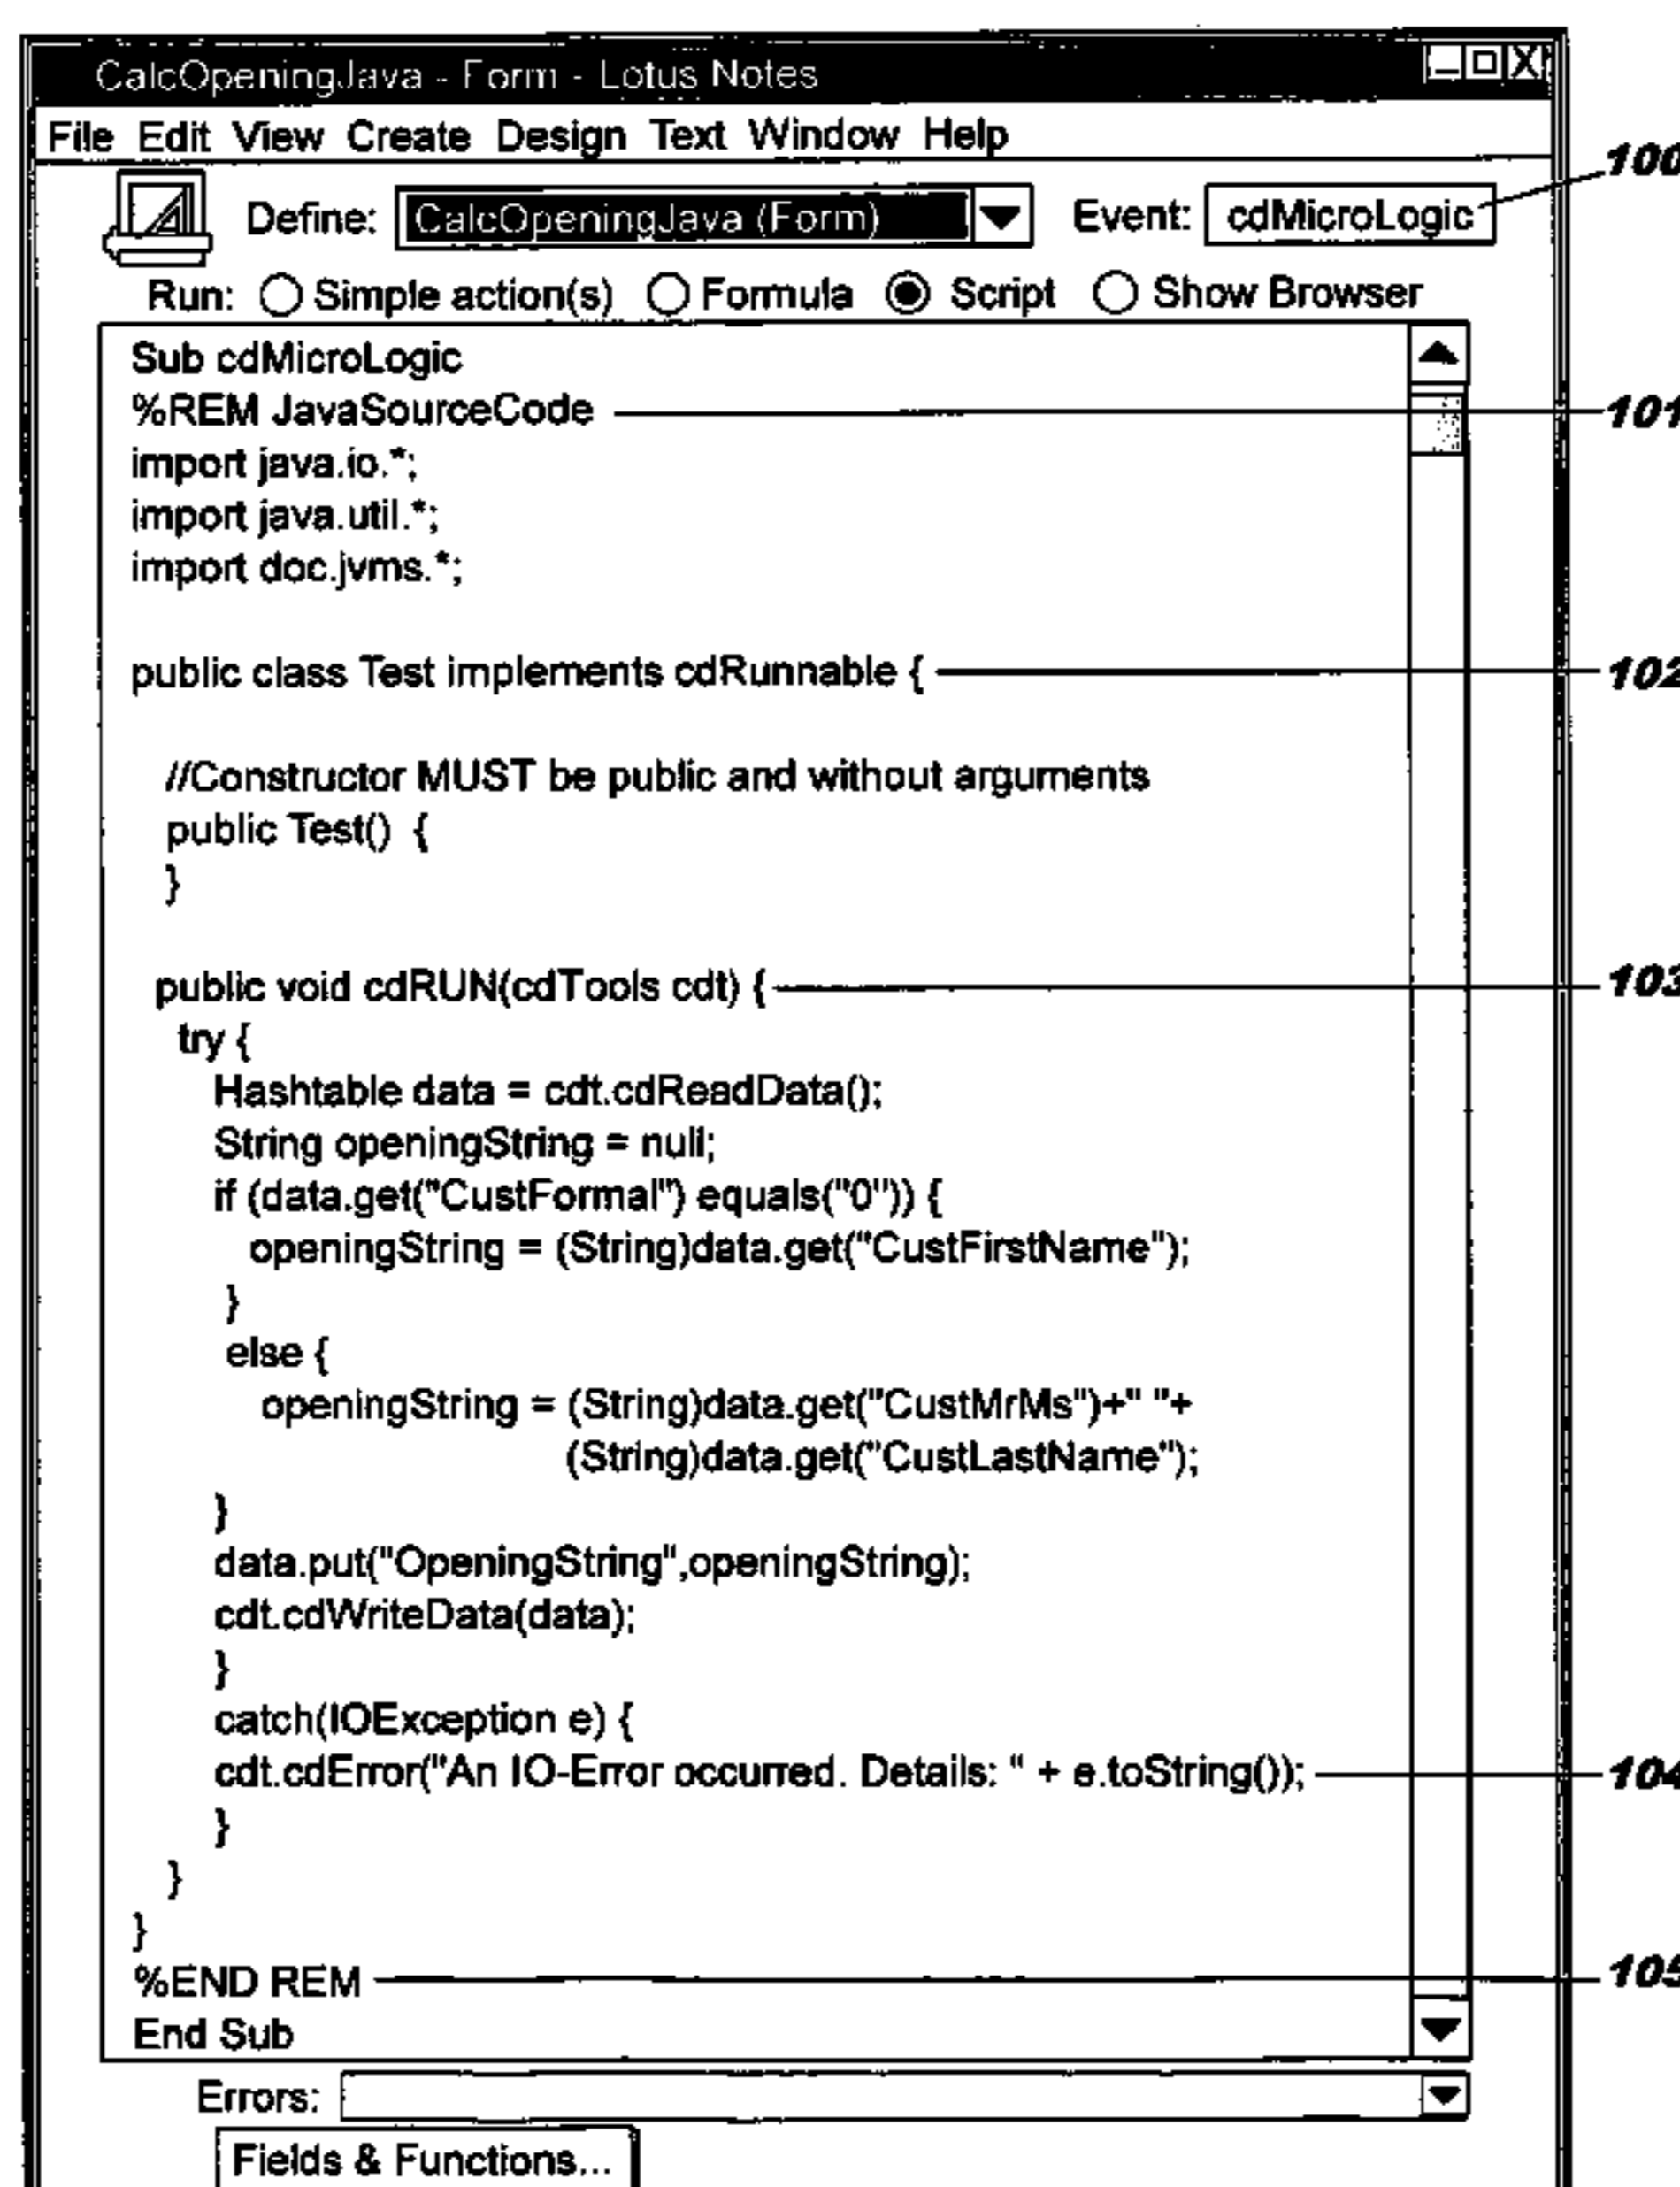 CalcOpeningJava - Form - Lotus Notes
File Edit View Create Design Text Window Help
Define: CalcOpeningJava (Form) Event: cdMicroLogic 100
Run: Simple action(s) Formula Script Show Browser
Sub cdMicroLogic
%REM JavaSourceCode 101
import java.io.*;
import java.util.*;
import doc.jvms.*;
public class Test implements cdRunnable { 102
//Constructor MUST be public and without arguments
public Test() {
}
public void cdRUN(cdTools cdt) { 103
try {
Hashtable data = cdt.cdReadData();
String openingString = null;
if (data.get("CustFormal") equals("0")) {
openingString = (String)data.get("CustFirstName");
}
else {
openingString = (String)data.get("CustMrMs")+" "+
(String)data.get("CustLastName");
}
data.put("OpeningString",openingString);
cdt.cdWriteData(data);
}
catch(IOException e) {
cdt.cdError("An IO-Error occurred. Details: " + e.toString()); 104
}
}
}
%END REM 105
End Sub
Errors:
Fields & Functions...